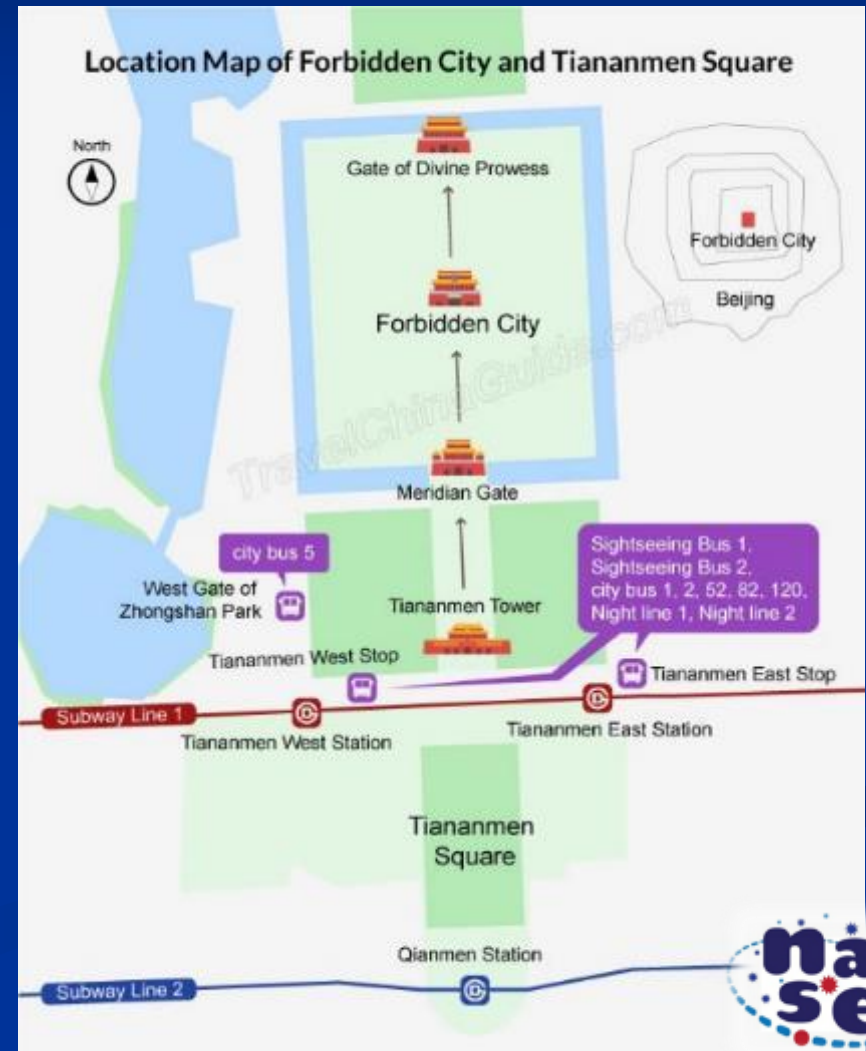 Location Map of Forbidden City and Tiananmen Square
North
Gate of Divine Prowess
Forbidden City
Beijing
Forbidden City
TravelChinaGuide.com
Meridian Gate
city bus 5
West Gate of
Zhongshan Park
Tiananmen Tower
Sightseeing Bus 1,
Sightseeing Bus 2,
city bus 1, 2, 52, 82, 120,
Night line 1, Night line 2
Tiananmen West Stop
Tiananmen East Stop
Subway Line 1
Tiananmen West Station
Tiananmen East Station
Tiananmen
Square
Qianmen Station
Subway Line 2
na
se